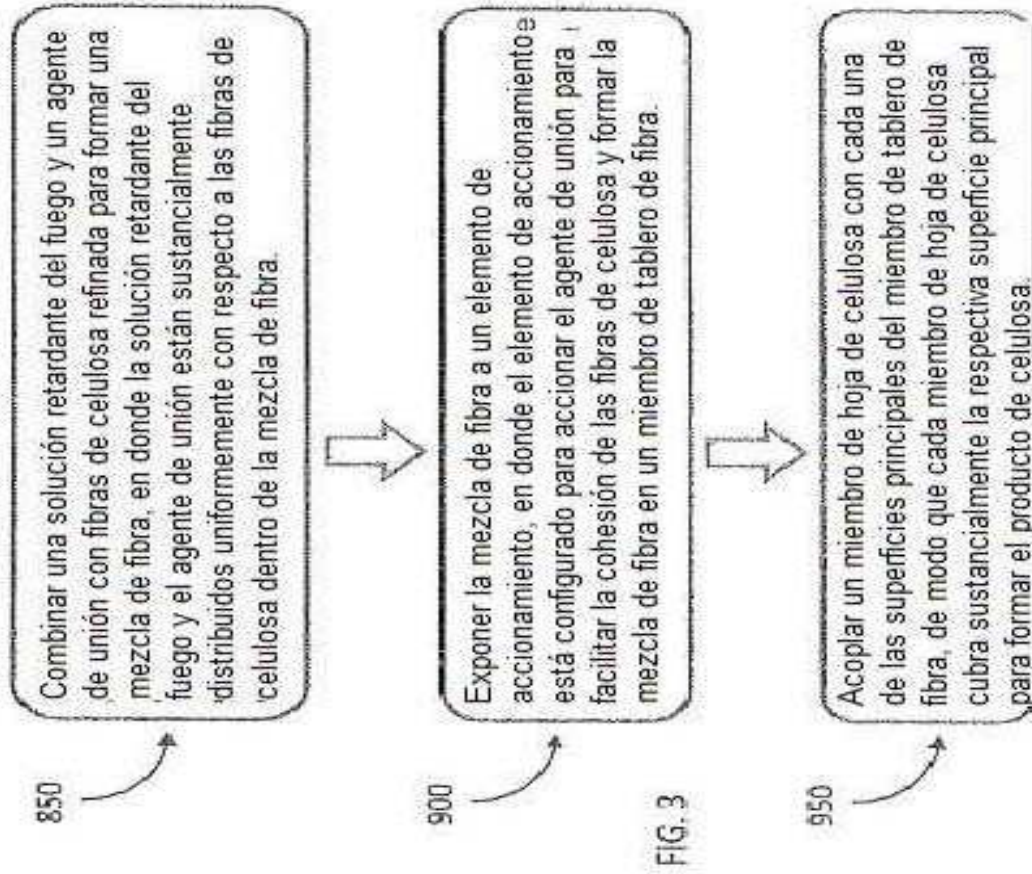 850
Combinar una solución retardante del fuego y un agente
de unión con fibras de celulosa refinada para formar una
mezcla de fibra, en donde la solución retardante del
fuego y el agente de unión están sustancialmente
distribuidos uniformemente con respecto a las fibras de
celulosa dentro de la mezcla de fibra.
900
Exponer la mezcla de fibra a un elemento de
accionamiento, en donde el elemento de accionamientoe
está configurado para accionar el agente de unión para
facilitar la cohesión de las fibras de celulosa y formar la
mezcla de fibra en un miembro de tablero de fibra.
FIG. 3
950
Acoplar un miembro de hoja de celulosa con cada una
de las superficies principales del miembro de tablero de
fibra, de modo que cada miembro de hoja de celulosa
cubra sustancialmente la respectiva superficie principal
para formar el producto de celulosa.